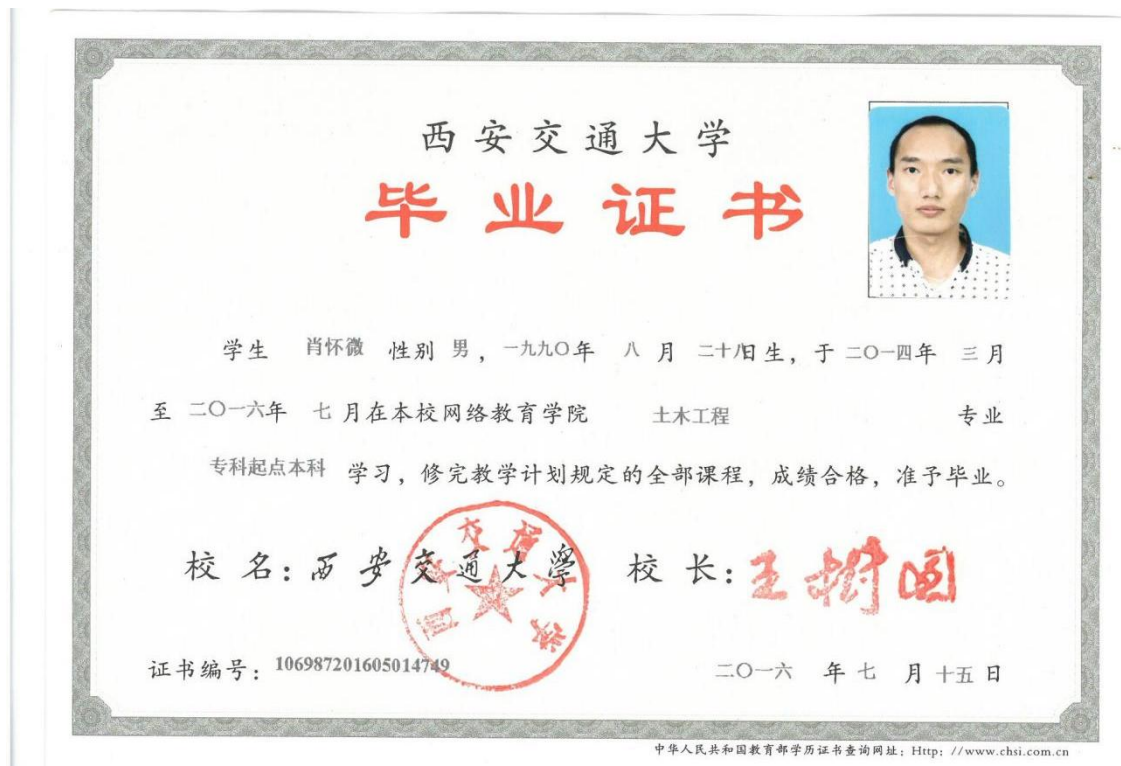 西安交通大学
毕业证书
学生 肖怀微 性别 男，一九九〇年 八 月 二十八日生，于 二〇一四年 三月
至 二〇一六年 七 月在本校网络教育学院 土木工程 专业
专科起点本科 学习，修完教学计划规定的全部课程，成绩合格，准予毕业。
校 名：西安交通大学 校 长：王树国
西安交通大学
证书编号：106987201605014749 二〇一六 年 七 月 十五 日
中华人民共和国教育部学历证书查询网址：Http：//www.chsi.com.cn